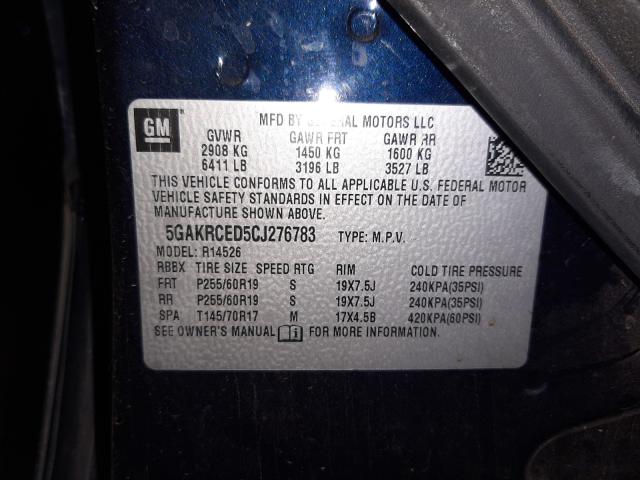 GM
MFD BY GENERAL MOTORS LLC
GVWR GAWR FRT GAWR RR
2908 KG 1450 KG 1600 KG
6411 LB 3196 LB 3527 LB
THIS VEHICLE CONFORMS TO ALL APPLICABLE U.S. FEDERAL MOTOR
VEHICLE SAFETY STANDARDS IN EFFECT ON THE DATE OF
MANUFACTURE SHOWN ABOVE.
5GAKRCED5CJ276783 TYPE: M.P.V.
MODEL: R14526
RBBX TIRE SIZE SPEED RTG RIM COLD TIRE PRESSURE
FRT P255/60R19 S 19X7.5J 240KPA(35PSI)
RR P255/60R19 S 19X7.5J 240KPA(35PSI)
SPA T145/70R17 M 17X4.5B 420KPA(60PSI)
SEE OWNER'S MANUAL FOR MORE INFORMATION.